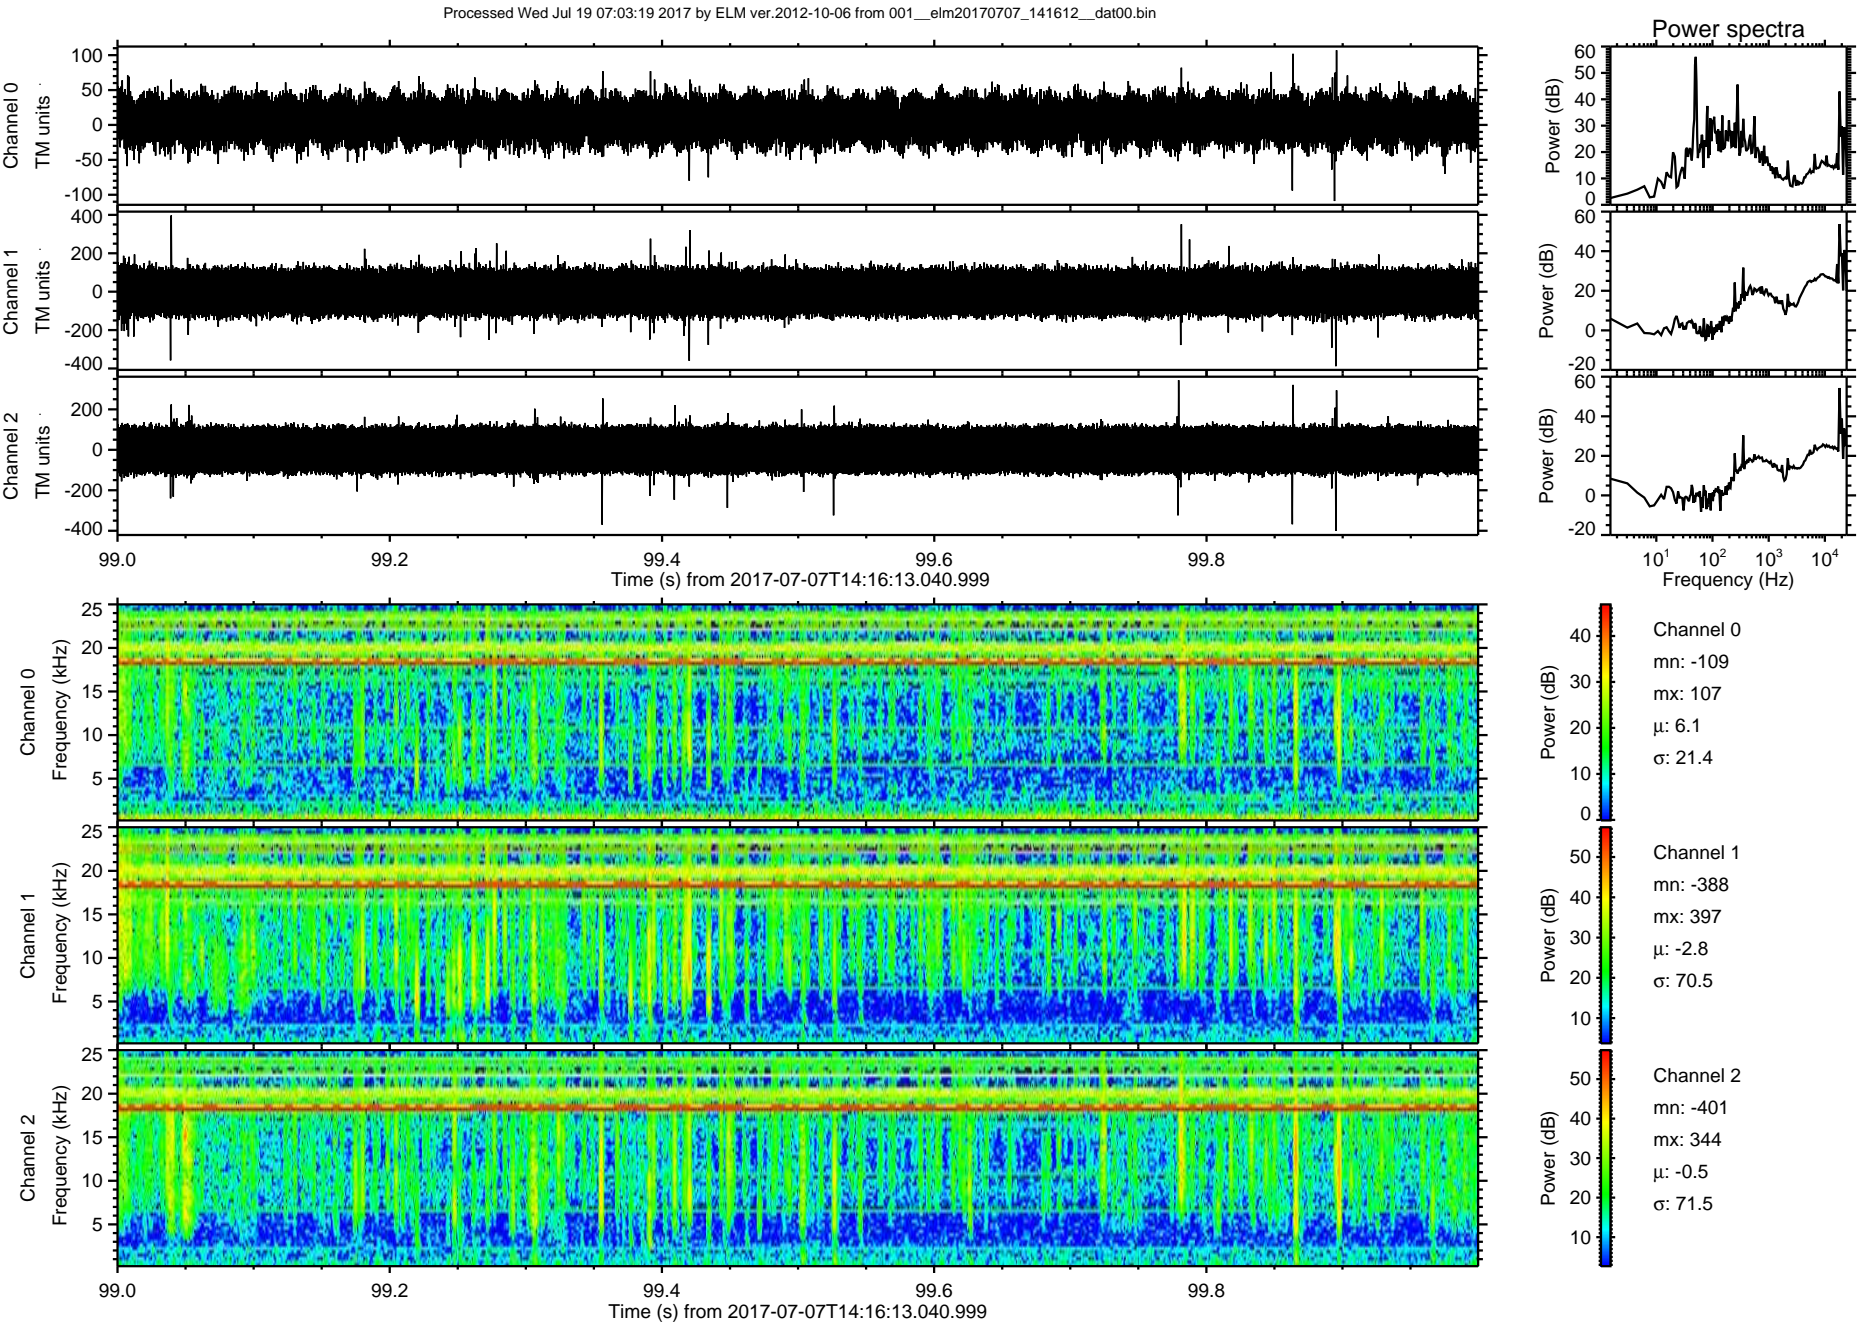 Processed Wed Jul 19 07:03:19 2017 by ELM ver.2012-10-06 from 001__elm20170707_141612__dat00.bin
Power spectra
Channel 0
TM units
100
50
0
-50
-100
Power (dB)
60
50
40
30
20
10
0
Channel 1
TM units
400
200
0
-200
-400
Power (dB)
60
40
20
0
-20
Channel 2
TM units
200
0
-200
-400
Power (dB)
60
40
20
0
-20
99.0 99.2 99.4 99.6 99.8
Time (s) from 2017-07-07T14:16:13.040.999
10¹ 10² 10³ 10⁴
Frequency (Hz)
Channel 0
Frequency (kHz)
25
20
15
10
5
Power (dB)
40
30
20
10
0
Channel 0
mn: -109
mx: 107
μ: 6.1
σ: 21.4
Channel 1
Frequency (kHz)
25
20
15
10
5
Power (dB)
50
40
30
20
10
Channel 1
mn: -388
mx: 397
μ: -2.8
σ: 70.5
Channel 2
Frequency (kHz)
25
20
15
10
5
Power (dB)
50
40
30
20
10
Channel 2
mn: -401
mx: 344
μ: -0.5
σ: 71.5
99.0 99.2 99.4 99.6 99.8
Time (s) from 2017-07-07T14:16:13.040.999